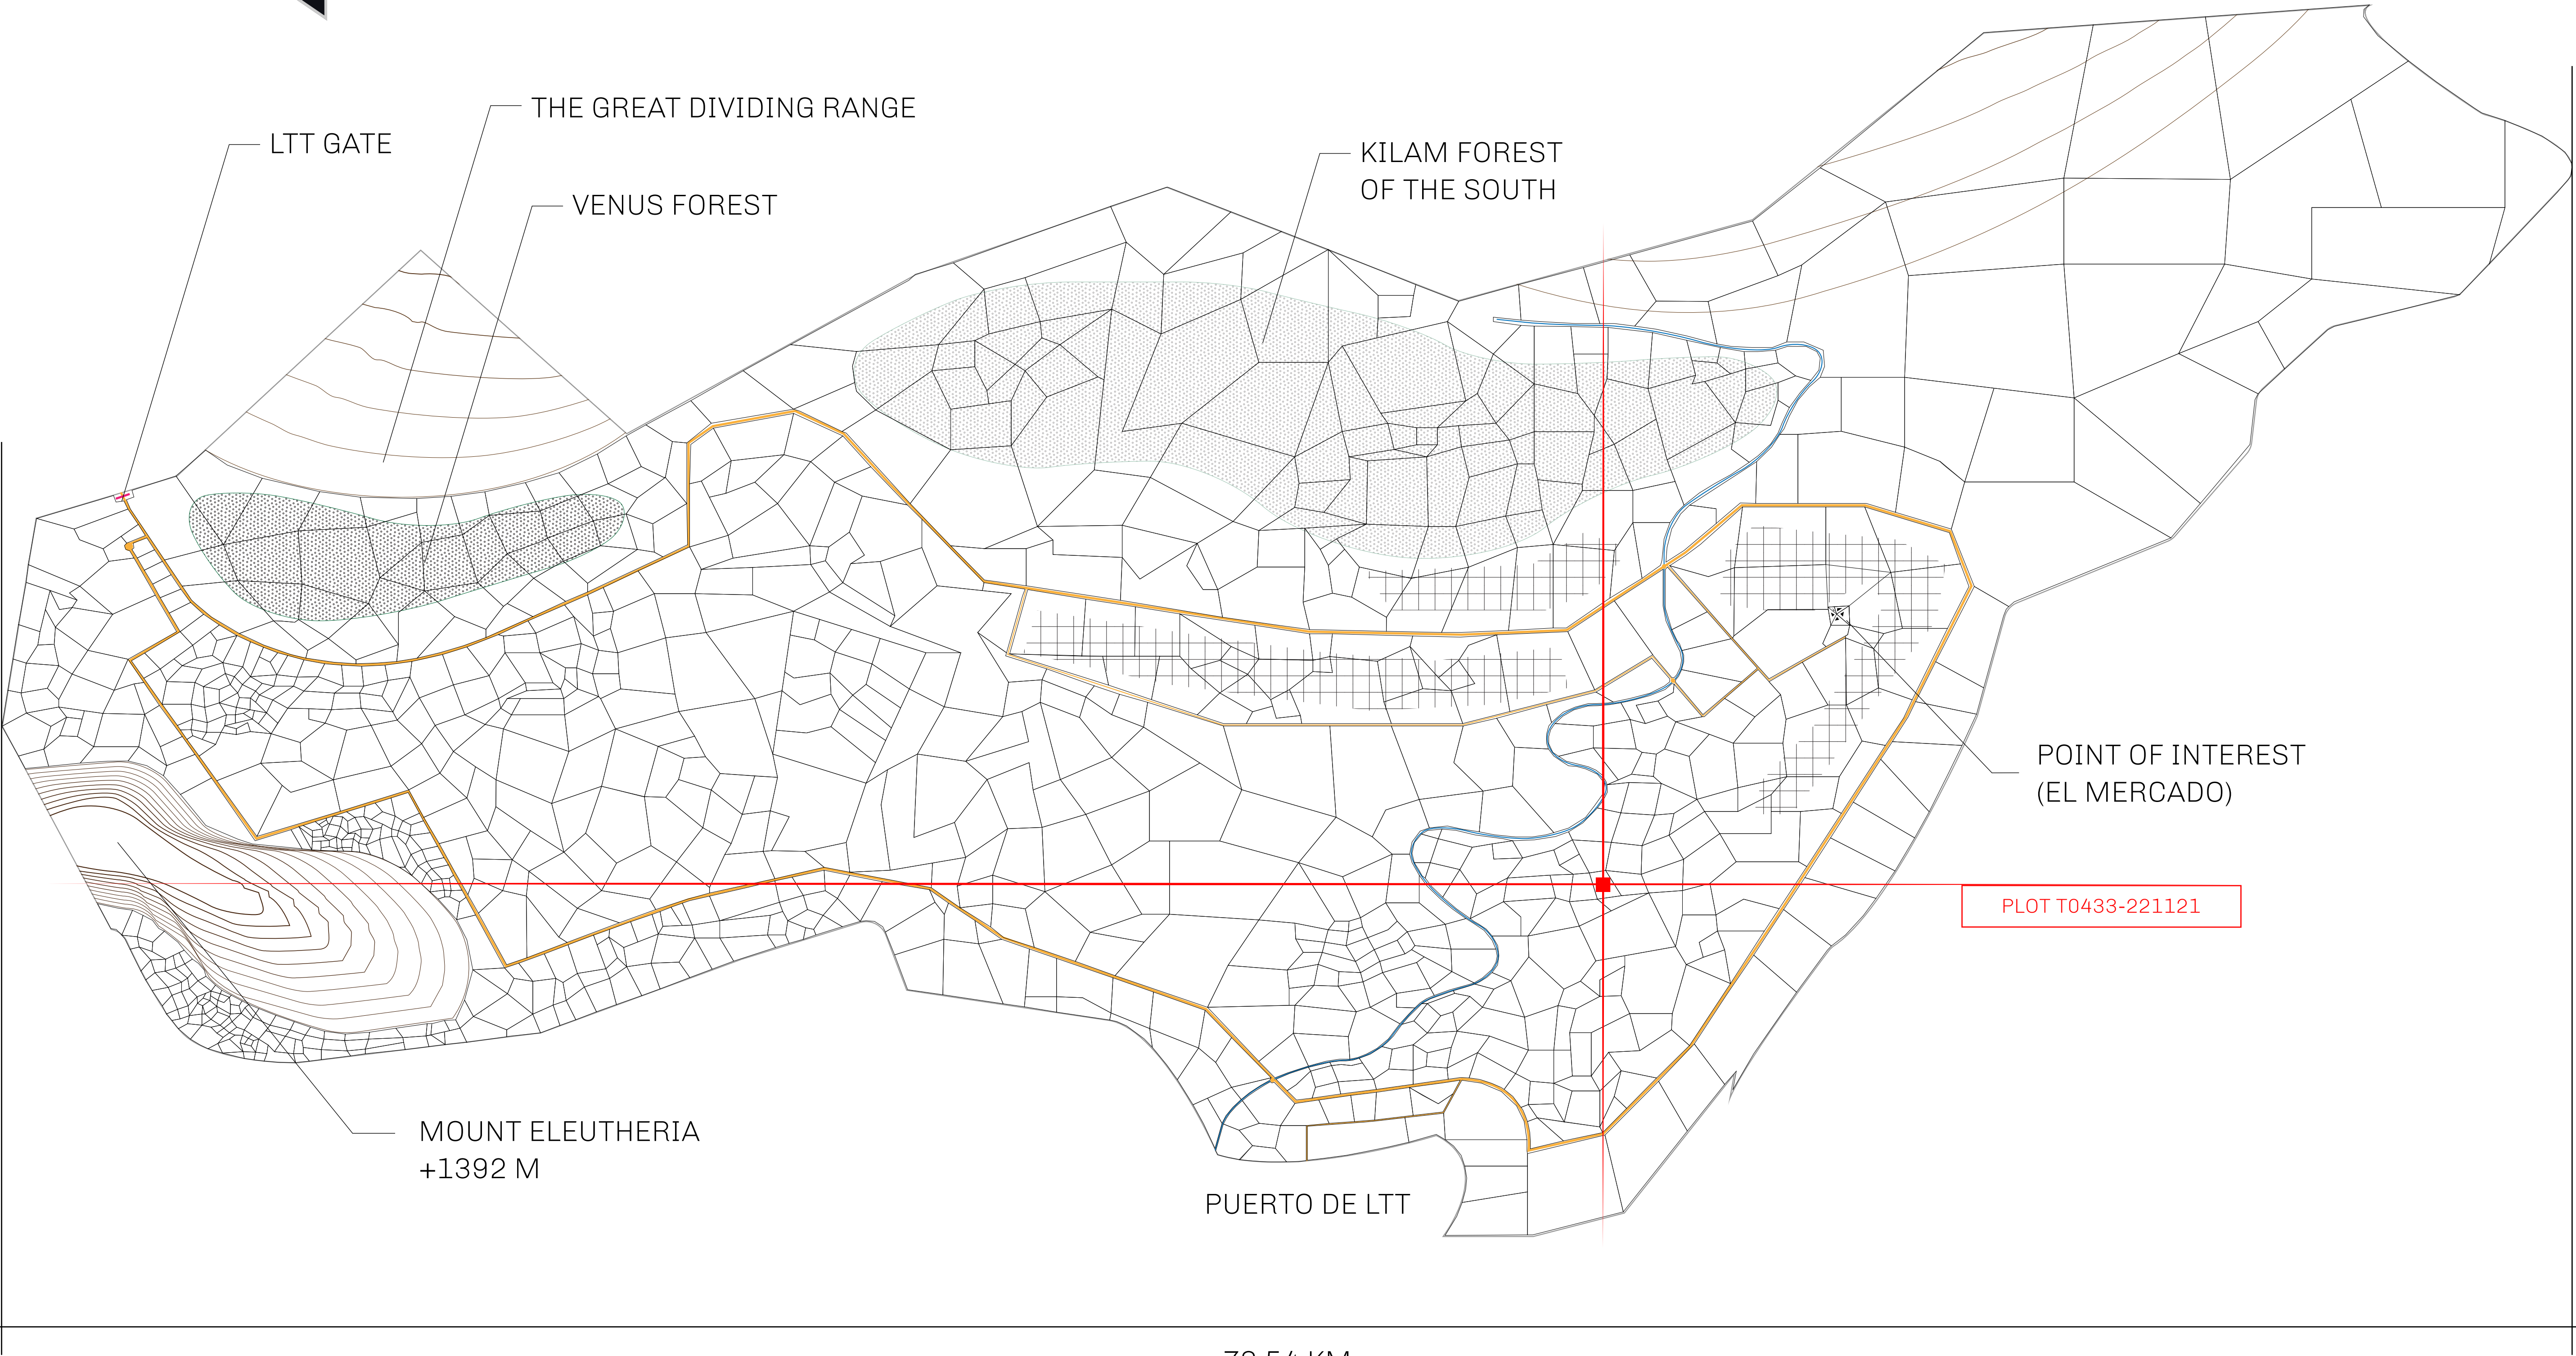 THE GREAT DIVIDING RANGE
LTT GATE
VENUS FOREST
KILAM FOREST
OF THE SOUTH
POINT OF INTEREST
(EL MERCADO)
PLOT T0433-221121
MOUNT ELEUTHERIA
+1392 M
PUERTO DE LTT
KM